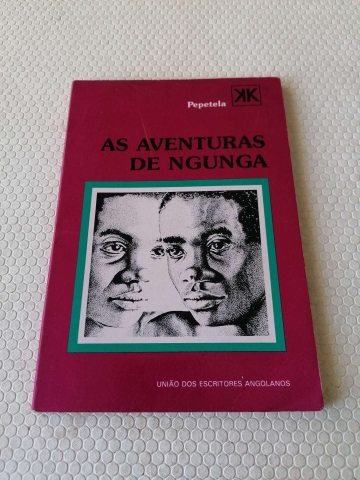 Pepetela
AS AVENTURAS
DE NGUNGA
UNIÃO DOS ESCRITORES ANGOLANOS